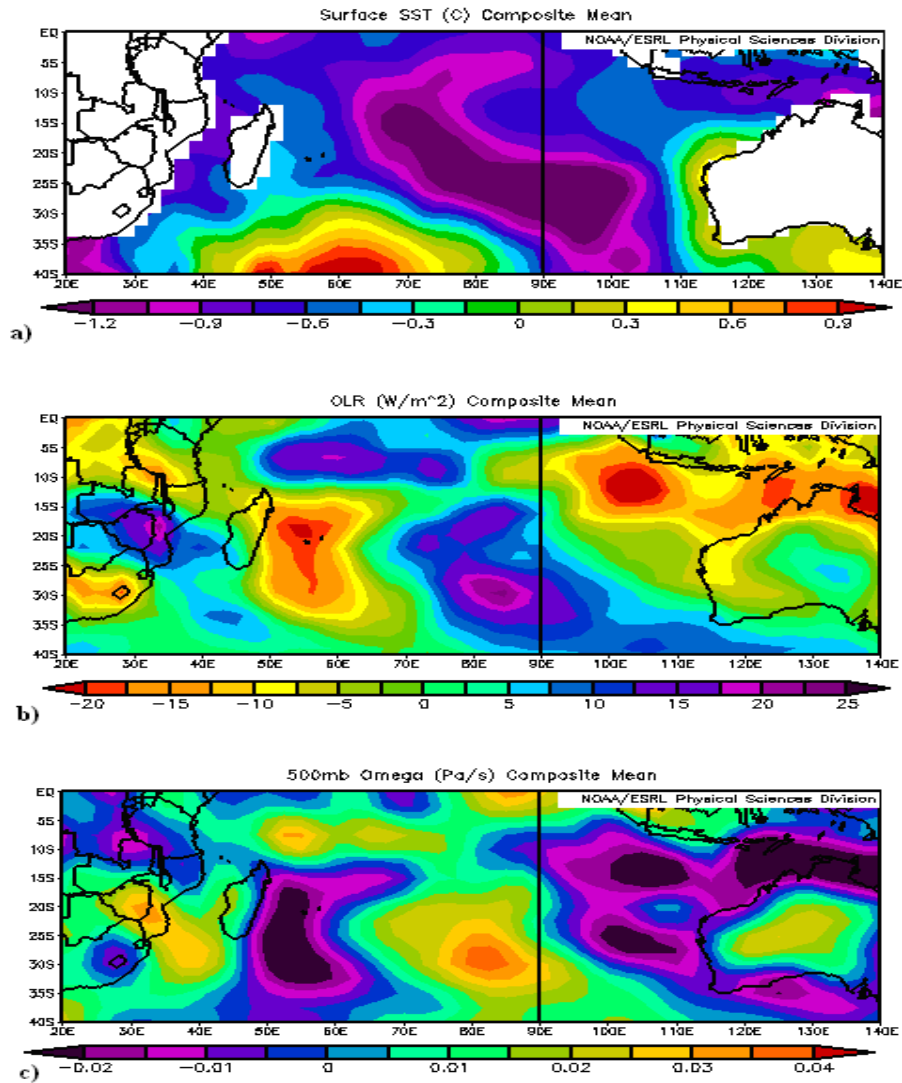 Surface SST (C) Composite Mean
NOAA/ESRL Physical Sciences Division
EQ
5S
10S
15S
20S
25S
30S
35S
40S
20E 30E 40E 50E 60E 70E 80E 90E 100E 110E 120E 130E 140E
-1.2 -0.9 -0.6 -0.3 0 0.3 0.6 0.9
a)
OLR (W/m^2) Composite Mean
NOAA/ESRL Physical Sciences Division
EQ
5S
10S
15S
20S
25S
30S
35S
40S
20E 30E 40E 50E 60E 70E 80E 90E 100E 110E 120E 130E 140E
-20 -15 -10 -5 0 5 10 15 20 25
b)
500mb Omega (Pa/s) Composite Mean
NOAA/ESRL Physical Sciences Division
EQ
5S
10S
15S
20S
25S
30S
35S
40S
20E 30E 40E 50E 60E 70E 80E 90E 100E 110E 120E 130E 140E
-0.02 -0.01 0 0.01 0.02 0.03 0.04
c)